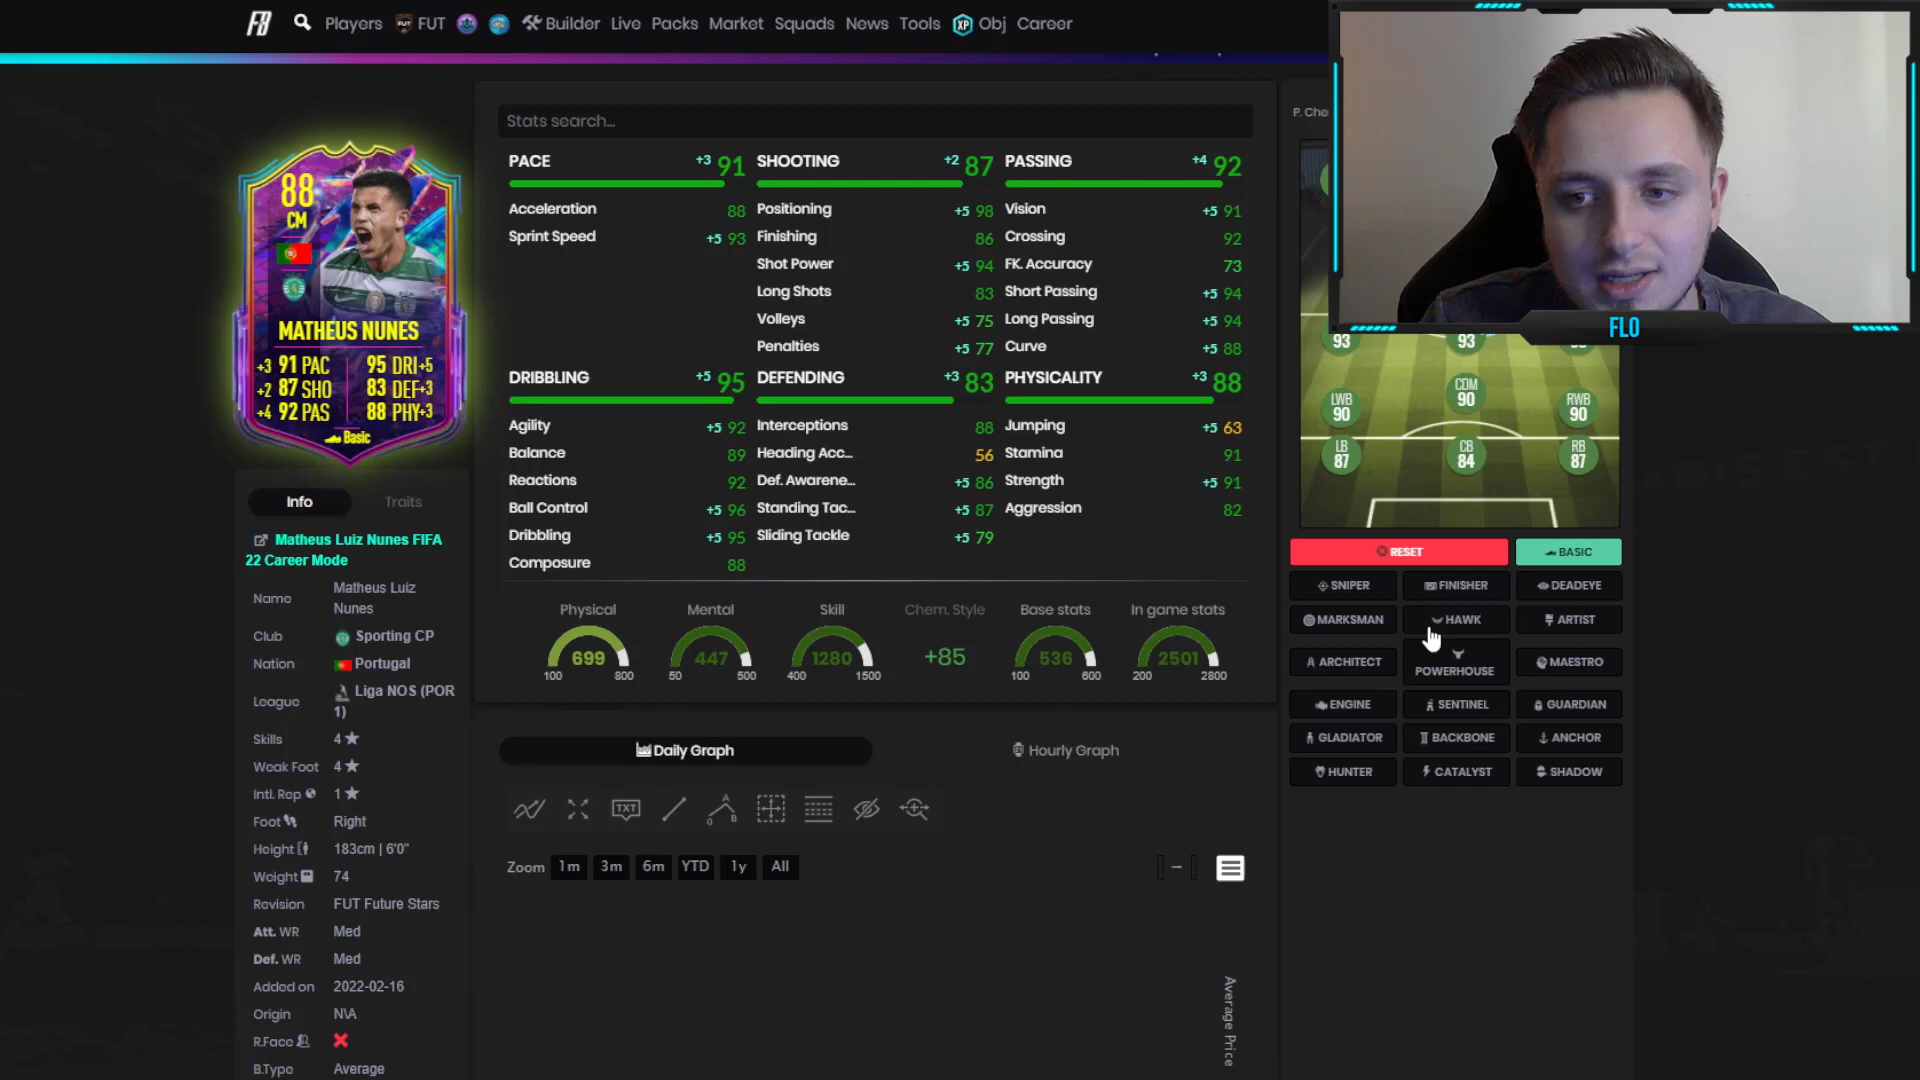 FB Players FUT Builder Live Packs Market Squads News Tools XP Obj Career
Stats search...
P. Che
88
CM
MATHEUS NUNES
+3 91 PAC 95 DRI+5
+2 87 SHO 83 DEF+3
+4 92 PAS 88 PHY+3
Basic
PACE +3 91
Acceleration 88
Sprint Speed +5 93
SHOOTING +2 87
Positioning +5 98
Finishing 86
Shot Power +5 94
Long Shots 83
Volleys +5 75
Penalties +5 77
PASSING +4 92
Vision +5 91
Crossing 92
FK. Accuracy 73
Short Passing +5 94
Long Passing +5 94
Curve +5 88
DRIBBLING +5 95
Agility +5 92
Balance 89
Reactions 92
Ball Control +5 96
Dribbling +5 95
Composure 88
DEFENDING +3 83
Interceptions 88
Heading Acc... 56
Def. Awarene... +5 86
Standing Tac... +5 87
Sliding Tackle +5 79
PHYSICALITY +3 88
Jumping +5 63
Stamina 91
Strength +5 91
Aggression 82
Physical
699
100 800
Mental
447
50 500
Skill
1280
400 1500
Chem. Style
+85
Base stats
536
100 600
In game stats
2501
200 2800
Info Traits
Matheus Luiz Nunes FIFA
22 Career Mode
Name Matheus Luiz
Nunes
Club Sporting CP
Nation Portugal
League Liga NOS (POR
1)
Skills 4
Weak Foot 4
Intl. Rep 1
Foot Right
Height 183cm | 6'0"
Weight 74
Revision FUT Future Stars
Att. WR Med
Def. WR Med
Added on 2022-02-16
Origin N\A
R.Face
B.Type Average
Daily Graph
Hourly Graph
TXT
A
0 B
Zoom 1m 3m 6m YTD 1y All
Average Price
FLO
93 93
LWB
90
CDM
90
RWB
90
LB
87
CB
84
RB
87
RESET BASIC
SNIPER FINISHER DEADEYE
MARKSMAN HAWK ARTIST
ARCHITECT POWERHOUSE MAESTRO
ENGINE SENTINEL GUARDIAN
GLADIATOR BACKBONE ANCHOR
HUNTER CATALYST SHADOW